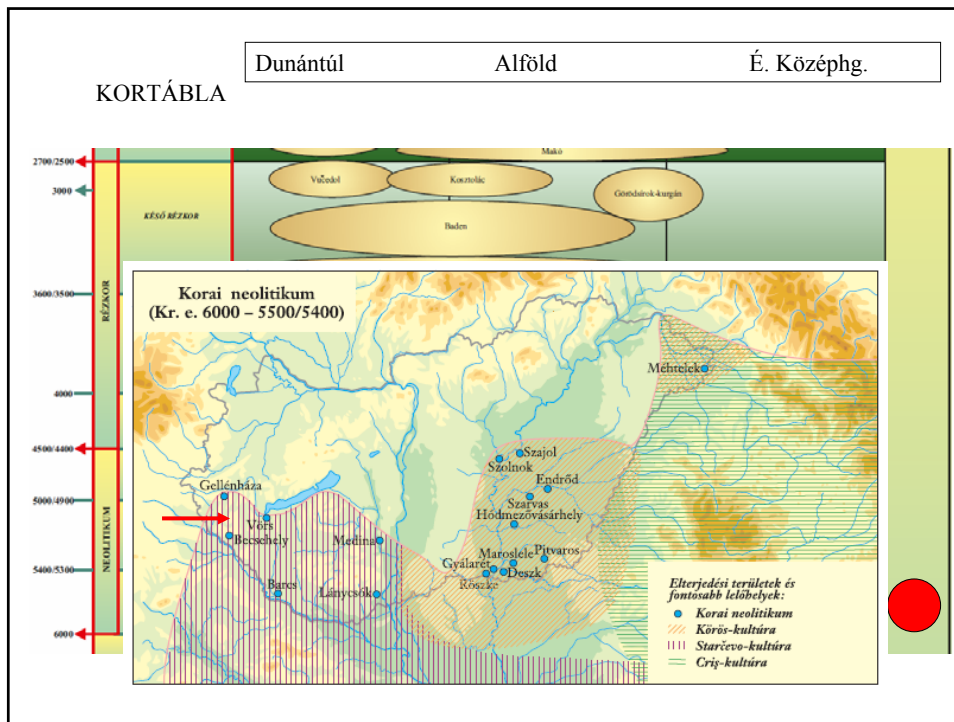 Dunántúl Alföld É. Középhg.
KORTÁBLA
Makó
2700/2500
Vučedol Kosztolác
3000
Gödörsírok-kurgán
KÉSŐ RÉZKOR
Baden
3600/3500
RÉZKOR
4000
4500/4400
5000/4900
NEOLITIKUM
5400/5300
6000
Korai neolitikum
(Kr. e. 6000 – 5500/5400)
Méhtelek
Szajol
Szolnok
Endrőd
Gellénháza
Szarvas
Hódmezővásárhely
Vörs
Becsehely
Medina
Maroslele Pitvaros
Gyálarét
Deszk
Röszke
Barcs
Lánycsók
Elterjedési területek és
fontosabb lelőhelyek:
Korai neolitikum
Körös-kultúra
Starčevo-kultúra
Criş-kultúra